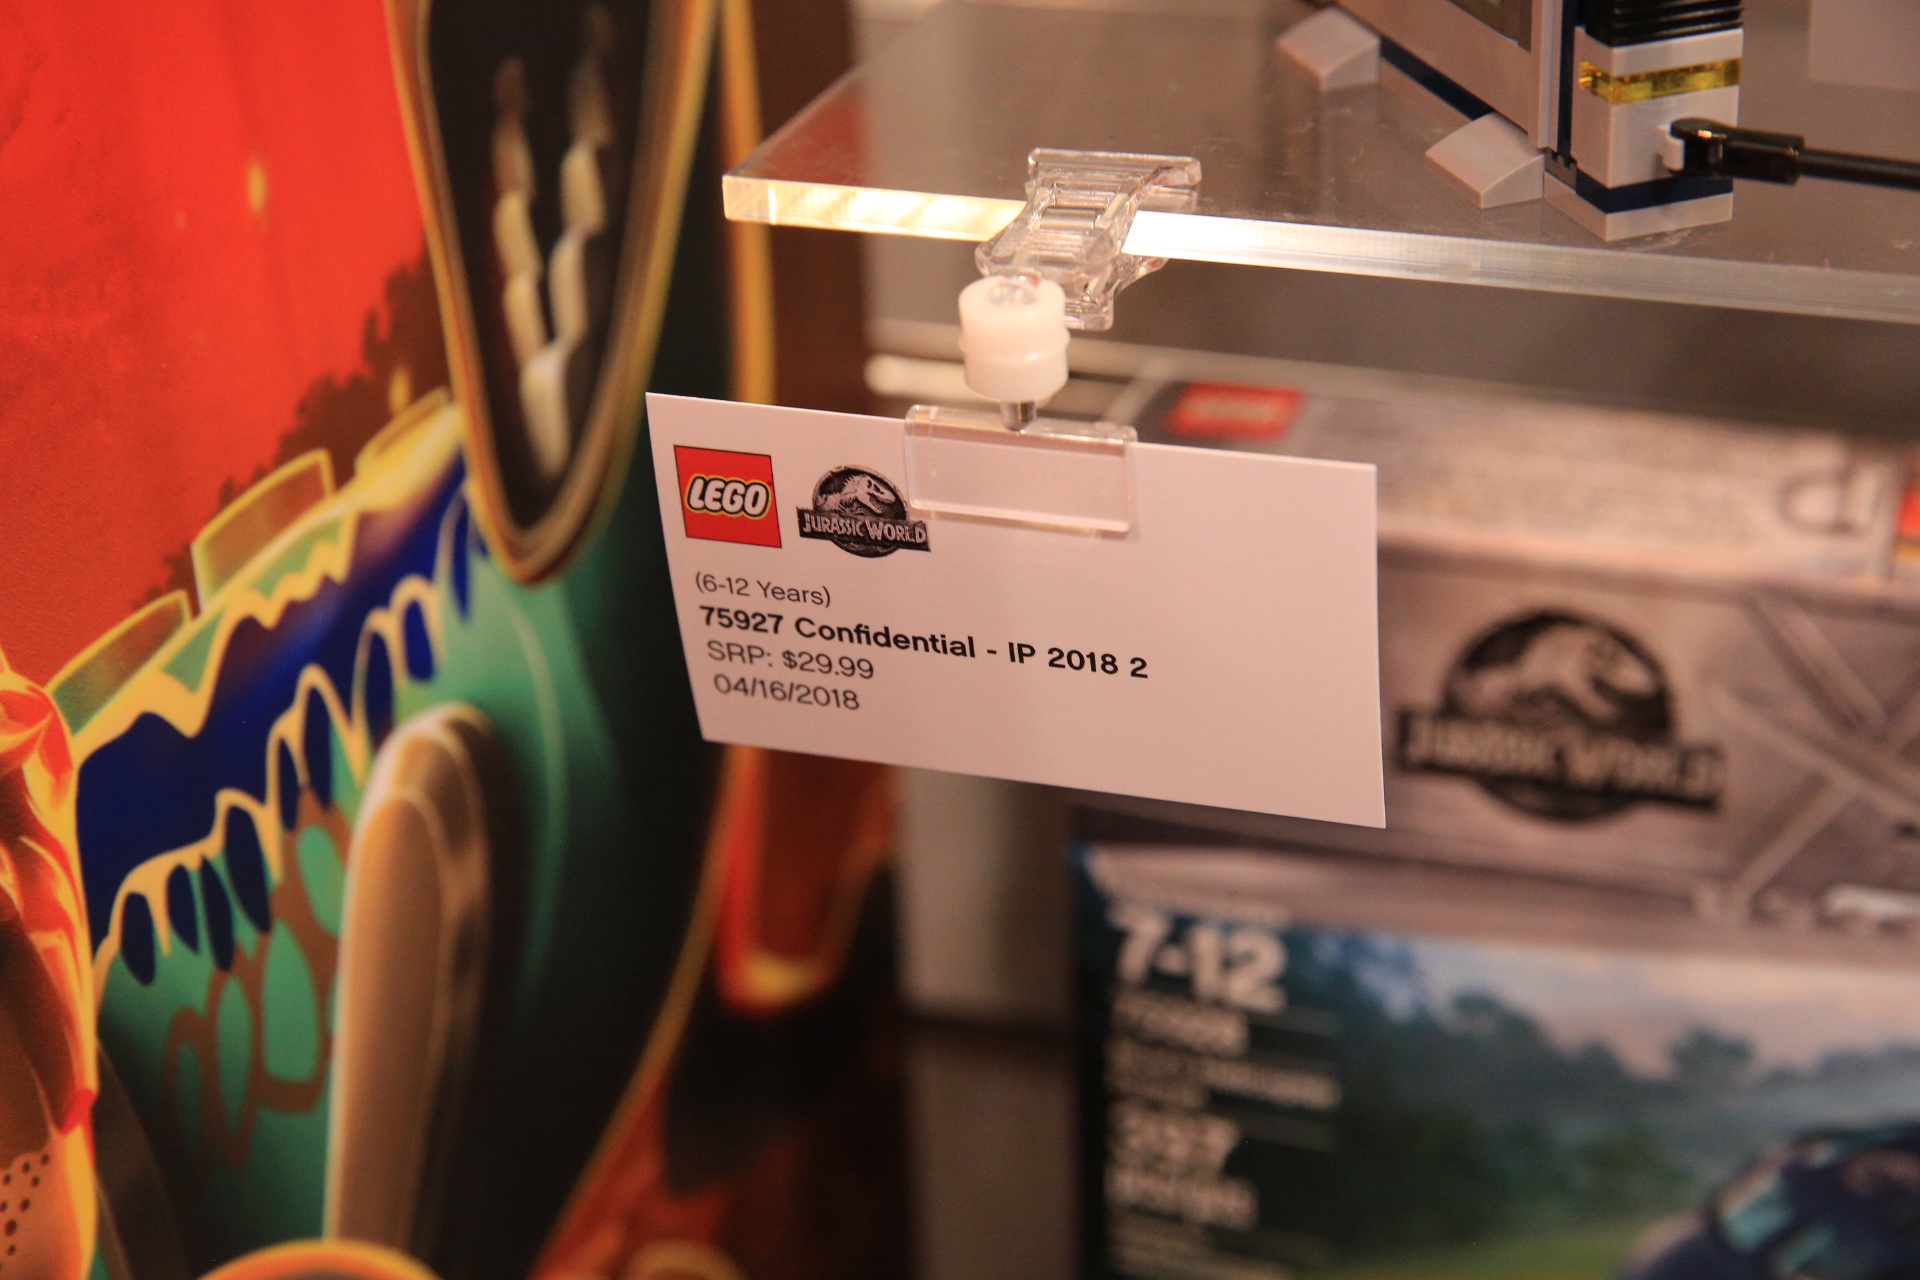 LEGO
JURASSIC WORLD
(6-12 Years)
75927 Confidential - IP 2018 2
SRP: $29.99
04/16/2018
LEGO
JURASSIC WORLD
7-12